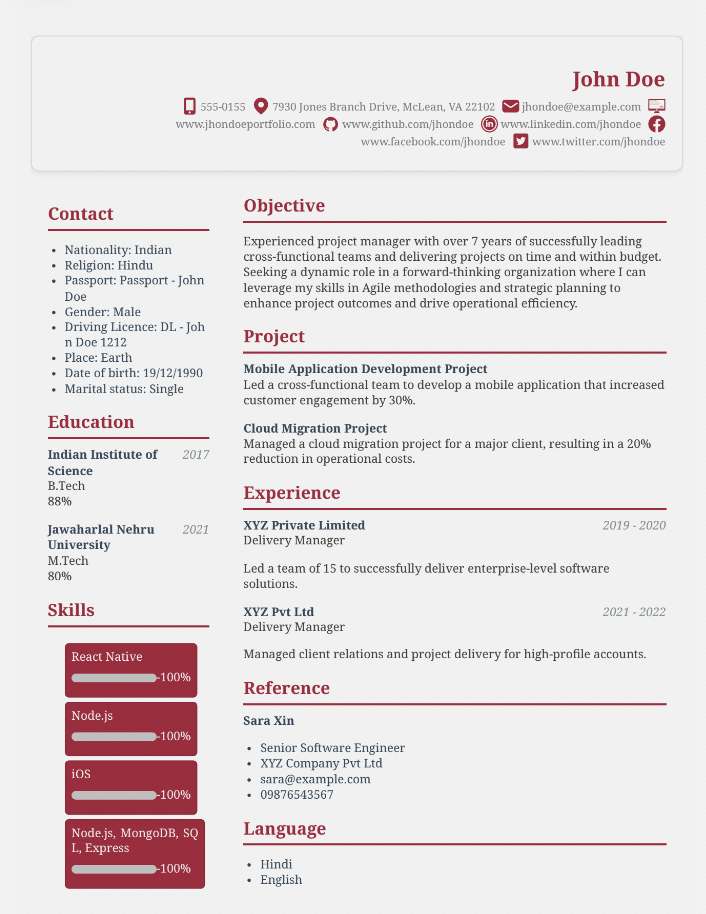 John Doe
555-0155 7930 Jones Branch Drive, McLean, VA 22102 jhondoe@example.com
www.jhondoeportfolio.com www.github.com/jhondoe www.linkedin.com/jhondoe
www.facebook.com/jhondoe www.twitter.com/jhondoe
Contact
• Nationality: Indian
• Religion: Hindu
• Passport: Passport - John
Doe
• Gender: Male
• Driving Licence: DL - Joh
n Doe 1212
• Place: Earth
• Date of birth: 19/12/1990
• Marital status: Single
Education
Indian Institute of 2017
Science
B.Tech
88%
Jawaharlal Nehru 2021
University
M.Tech
80%
Skills
React Native
-100%
Node.js
-100%
iOS
-100%
Node.js, MongoDB, SQ
L, Express
-100%
Objective
Experienced project manager with over 7 years of successfully leading
cross-functional teams and delivering projects on time and within budget.
Seeking a dynamic role in a forward-thinking organization where I can
leverage my skills in Agile methodologies and strategic planning to
enhance project outcomes and drive operational efficiency.
Project
Mobile Application Development Project
Led a cross-functional team to develop a mobile application that increased
customer engagement by 30%.
Cloud Migration Project
Managed a cloud migration project for a major client, resulting in a 20%
reduction in operational costs.
Experience
XYZ Private Limited 2019 - 2020
Delivery Manager
Led a team of 15 to successfully deliver enterprise-level software
solutions.
XYZ Pvt Ltd 2021 - 2022
Delivery Manager
Managed client relations and project delivery for high-profile accounts.
Reference
Sara Xin
• Senior Software Engineer
• XYZ Company Pvt Ltd
• sara@example.com
• 09876543567
Language
• Hindi
• English